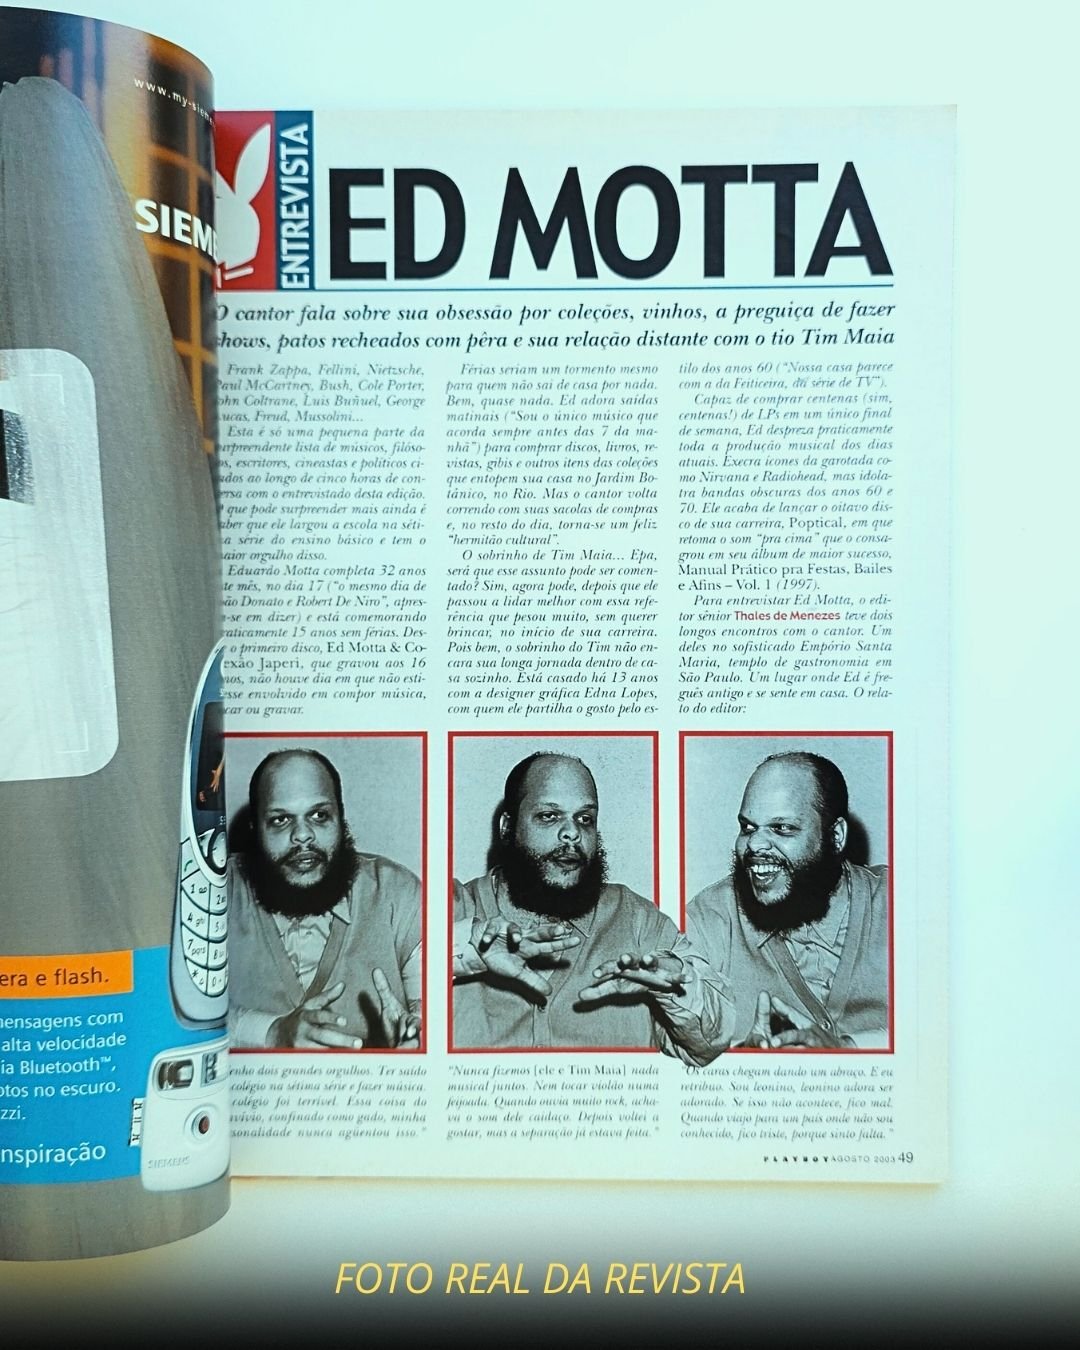 www.my-sieme
SIEM
ENTREVISTA
ED MOTTA
O cantor fala sobre sua obsessão por coleções, vinhos, a preguiça de fazer
shows, patos recheados com pêra e sua relação distante com o tio Tim Maia
Frank Zappa, Fellini, Nietzsche,
Paul McCartney, Bush, Cole Porter,
John Coltrane, Luis Buñuel, George
Lucas, Freud, Mussolini...
Esta é só uma pequena parte da
urpreendente lista de músicos, filóso-
os, escritores, cineastas e políticos ci-
ados ao longo de cinco horas de con-
ersa com o entrevistado desta edição.
que pode surpreender mais ainda é
aber que ele largou a escola na séti-
a série do ensino básico e tem o
aior orgulho disso.
Eduardo Motta completa 32 anos
te mês, no dia 17 ("o mesmo dia de
ão Donato e Robert De Niro", apres-
-se em dizer) e está comemorando
raticamente 15 anos sem férias. Des-
e o primeiro disco, Ed Motta & Co-
exão Japeri, que gravou aos 16
nos, não houve dia em que não esti-
esse envolvido em compor música,
ocar ou gravar.
Férias seriam um tormento mesmo
para quem não sai de casa por nada.
Bem, quase nada. Ed adora saídas
matinais ("Sou o único músico que
acorda sempre antes das 7 da ma-
nhã") para comprar discos, livros, re-
vistas, gibis e outros itens das coleções
que entopem sua casa no Jardim Bo-
tânico, no Rio. Mas o cantor volta
correndo com suas sacolas de compras
e, no resto do dia, torna-se um feliz
"hermitão cultural".
O sobrinho de Tim Maia... Epa,
será que esse assunto pode ser comen-
tado? Sim, agora pode, depois que ele
passou a lidar melhor com essa refe-
rência que pesou muito, sem querer
brincar, no início de sua carreira.
Pois bem, o sobrinho do Tim não en-
cara sua longa jornada dentro de ca-
sa sozinho. Está casado há 13 anos
com a designer gráfica Edna Lopes,
com quem ele partilha o gosto pelo es-
tilo dos anos 60 ("Nossa casa parece
com a da Feiticeira, da série de TV").
Capaz de comprar centenas (sim,
centenas!) de LPs em um único final
de semana, Ed despreza praticamente
toda a produção musical dos dias
atuais. Execra ícones da garotada co-
mo Nirvana e Radiohead, mas idola-
tra bandas obscuras dos anos 60 e
70. Ele acaba de lançar o oitavo dis-
co de sua carreira, Poptical, em que
retoma o som "pra cima" que o consa-
grou em seu álbum de maior sucesso,
Manual Prático pra Festas, Bailes
e Afins – Vol. 1 (1997).
Para entrevistar Ed Motta, o edi-
tor sênior Thales de Menezes teve dois
longos encontros com o cantor. Um
deles no sofisticado Empório Santa
Maria, templo de gastronomia em
São Paulo. Um lugar onde Ed é fre-
guês antigo e se sente em casa. O rela-
to do editor:
enho dois grandes orgulhos. Ter saído
colégio na sétima série e fazer música.
colégio foi terrível. Essa coisa do
nvívio, confinado como gado, minha
sonalidade nunca agüentou isso."
"Nunca fizemos [ele e Tim Maia] nada
musical juntos. Nem tocar violão numa
feijoada. Quando ouvia muito rock, acha-
va o som dele caidaço. Depois voltei a
gostar, mas a separação já estava feita."
"Os caras chegam dando um abraço. E eu
retribuo. Sou leonino, leonino adora ser
adorado. Se isso não acontece, fico mal.
Quando viajo para um país onde não sou
conhecido, fico triste, porque sinto falta."
PLAYBOY AGOSTO 2003 49
era e flash.
mensagens com
alta velocidade
ia Bluetooth™,
otos no escuro.
zzi.
nspiração
SIEMENS
FOTO REAL DA REVISTA